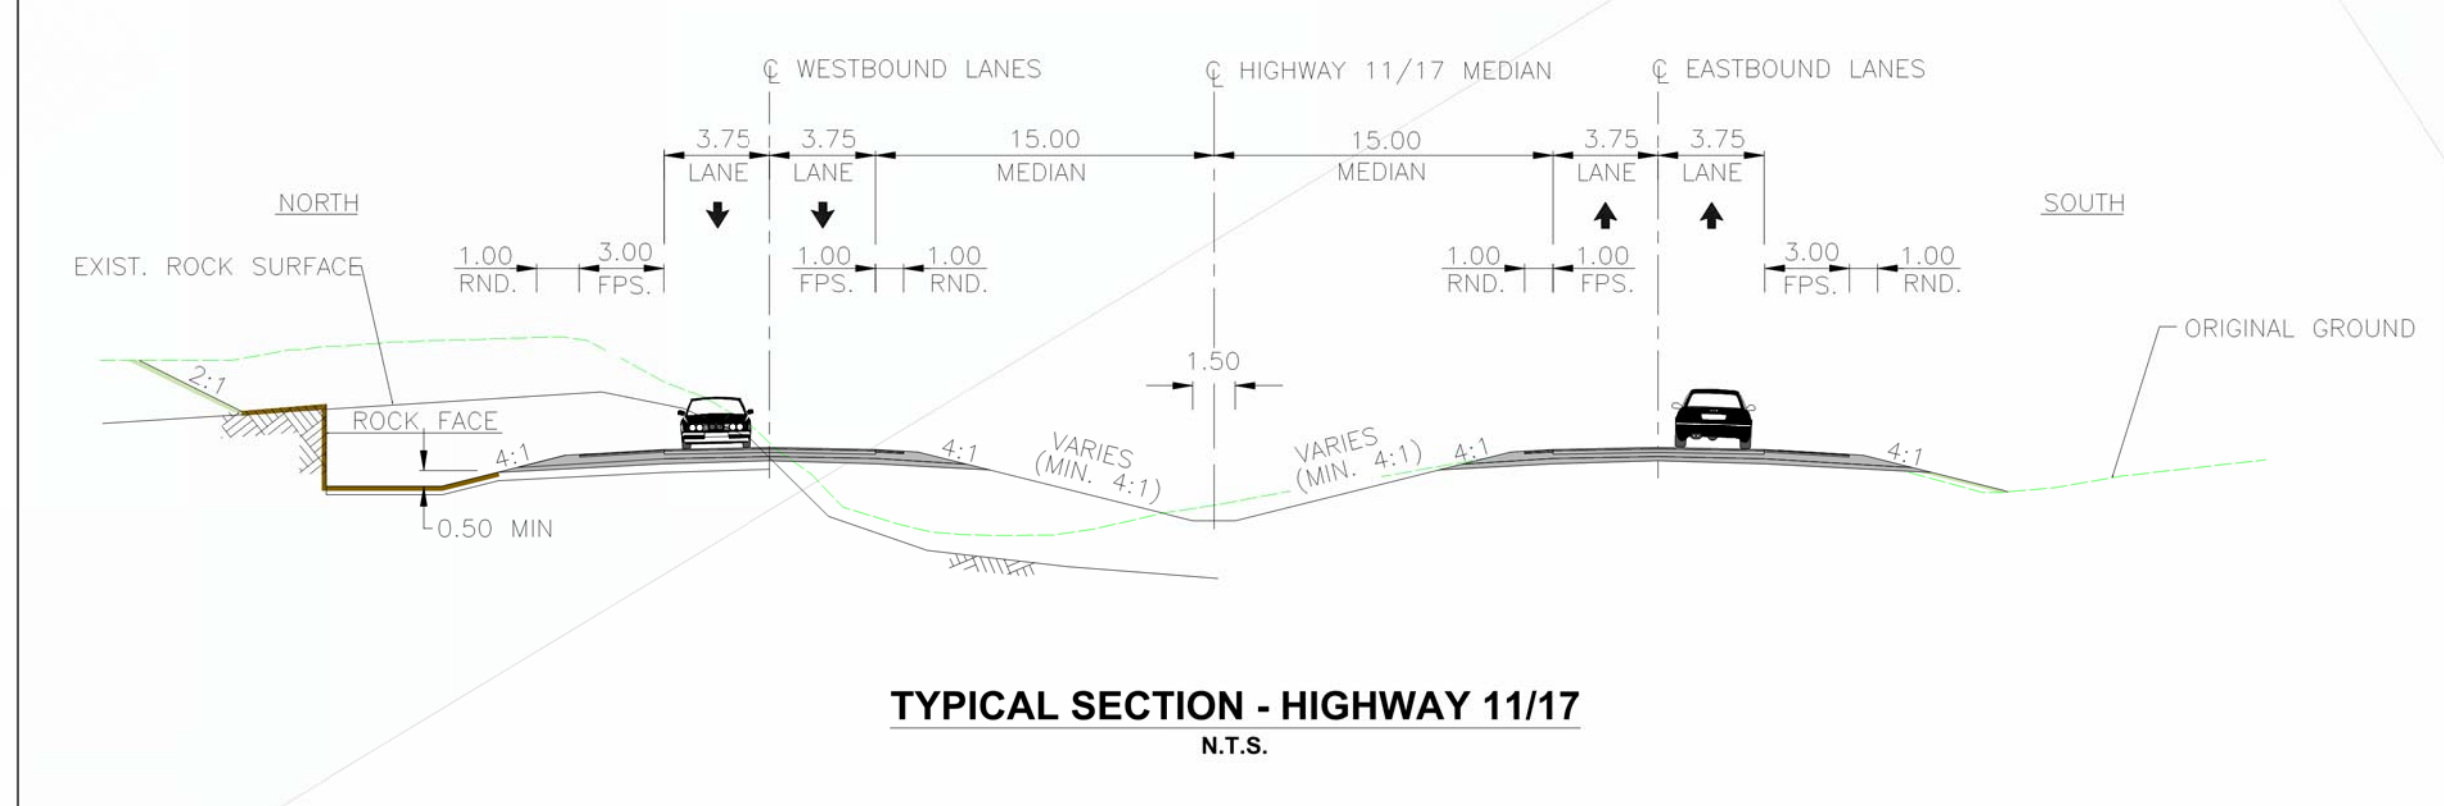 ℄ WESTBOUND LANES
℄ HIGHWAY 11/17 MEDIAN
℄ EASTBOUND LANES
3.75 3.75 15.00 15.00 3.75 3.75
LANE LANE MEDIAN MEDIAN LANE LANE
NORTH
SOUTH
1.00 3.00 1.00 1.00 1.00 1.00 3.00 1.00
RND. FPS. FPS. RND. RND. FPS. FPS. RND.
EXIST. ROCK SURFACE
ORIGINAL GROUND
1.50
2:1
ROCK FACE
4:1
4:1
VARIES
(MIN. 4:1)
VARIES
(MIN. 4:1)
4:1
4:1
0.50 MIN
TYPICAL SECTION - HIGHWAY 11/17
N.T.S.